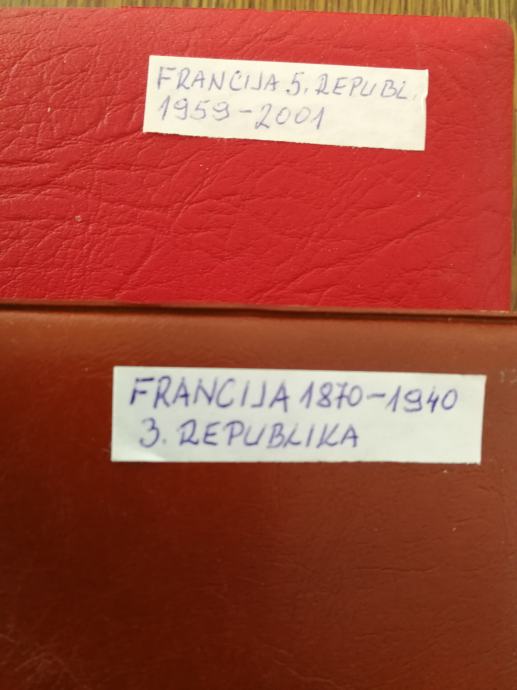 FRANCIJA 5. REPUBL.
1959-2001
FRANCIJA 1870-1940
3. REPUBLIKA